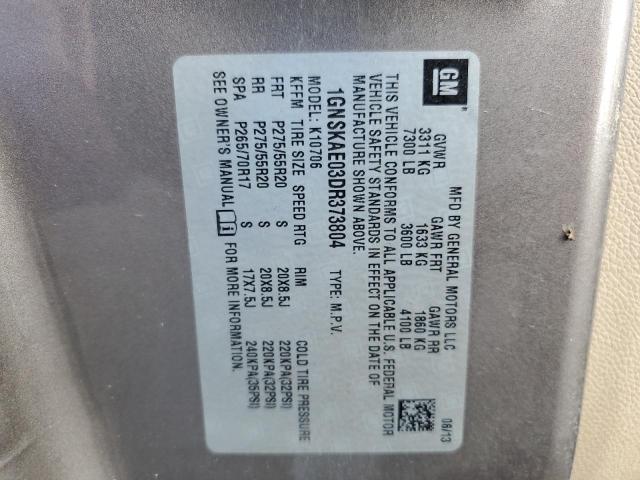 GM
MFD BY GENERAL MOTORS LLC
06/13
GVWR GAWR FRT GAWR RR
3311 KG 1633 KG 1860 KG
7300 LB 3600 LB 4100 LB
THIS VEHICLE CONFORMS TO ALL APPLICABLE U.S. FEDERAL MOTOR
VEHICLE SAFETY STANDARDS IN EFFECT ON THE DATE OF
MANUFACTURE SHOWN ABOVE.
1GNSKAE03DR373804 TYPE: M.P.V.
MODEL: K10706
KFFM TIRE SIZE SPEED RTG RIM COLD TIRE PRESSURE
FRT P275/55R20 S 20X8.5J 220KPA(32PSI)
RR P275/55R20 S 20X8.5J 220KPA(32PSI)
SPA P265/70R17 S 17X7.5J 240KPA(35PSI)
SEE OWNER'S MANUAL i FOR MORE INFORMATION.